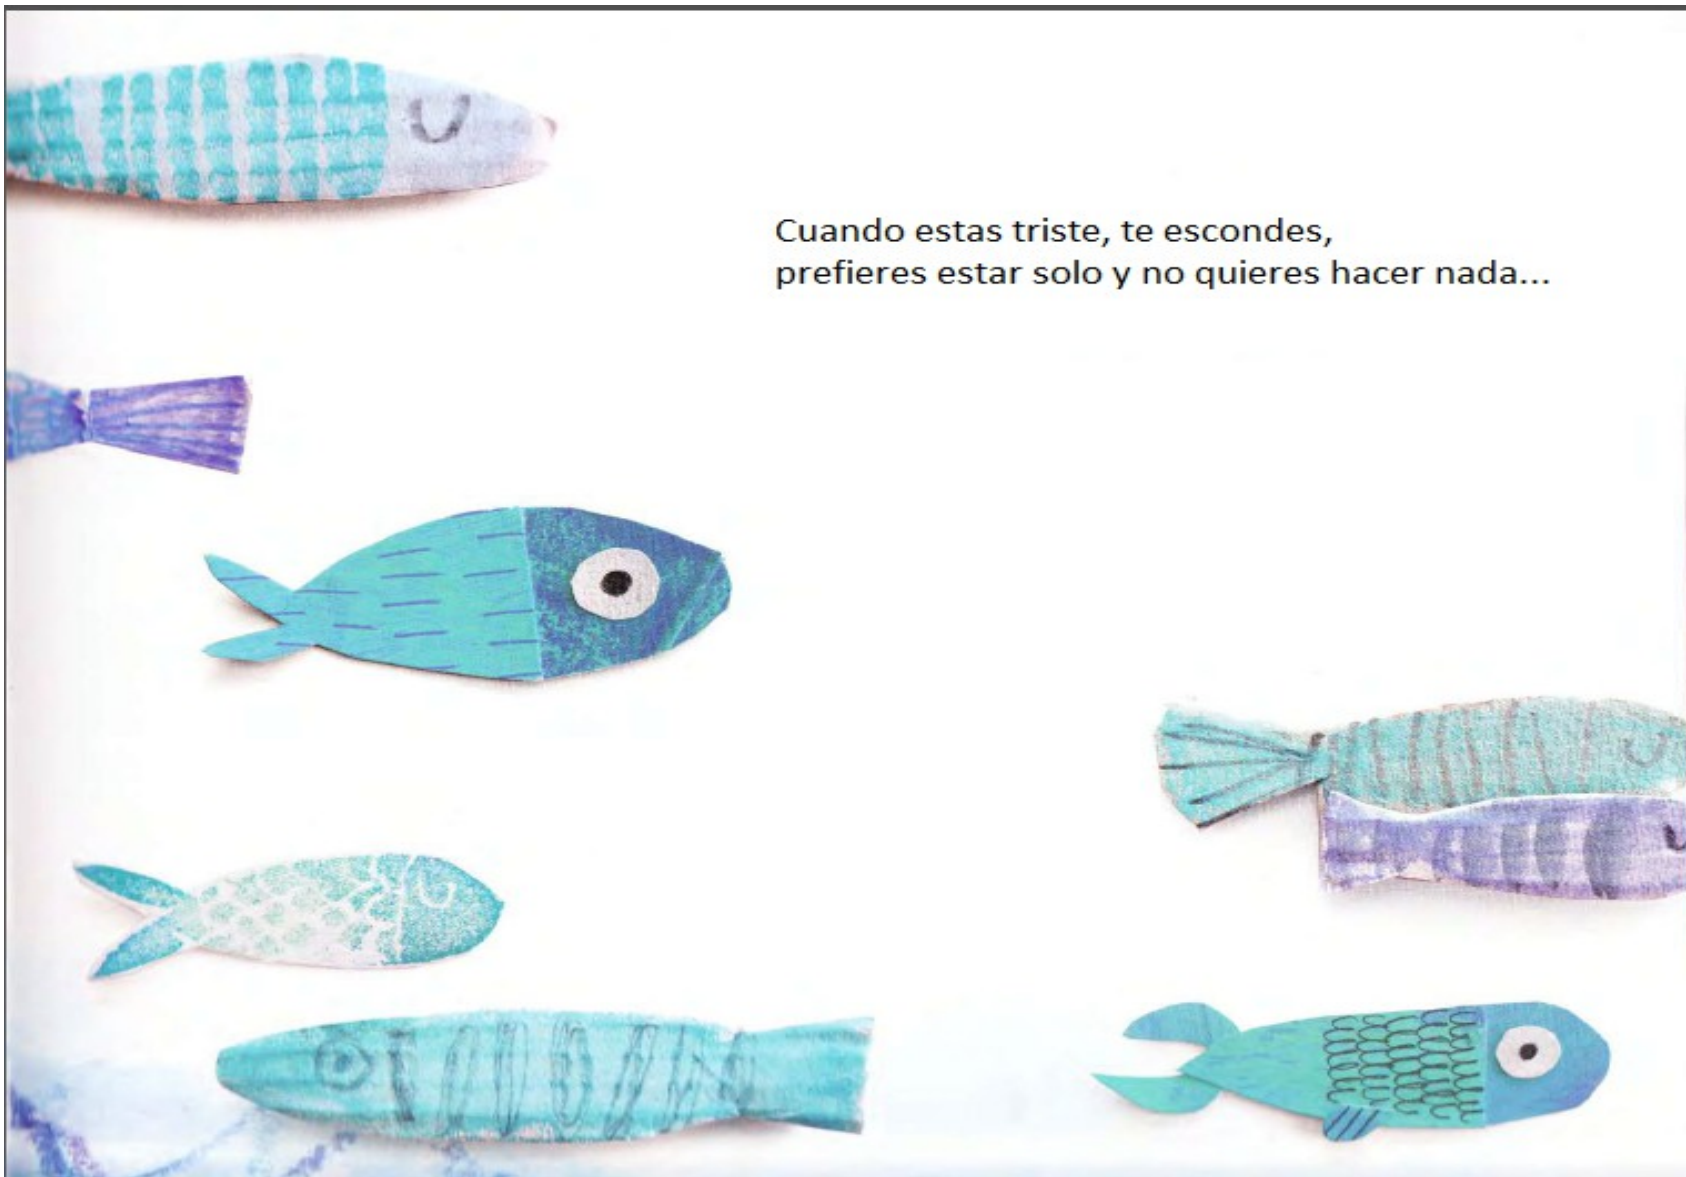 Cuando estas triste, te escondes,
prefieres estar solo y no quieres hacer nada...